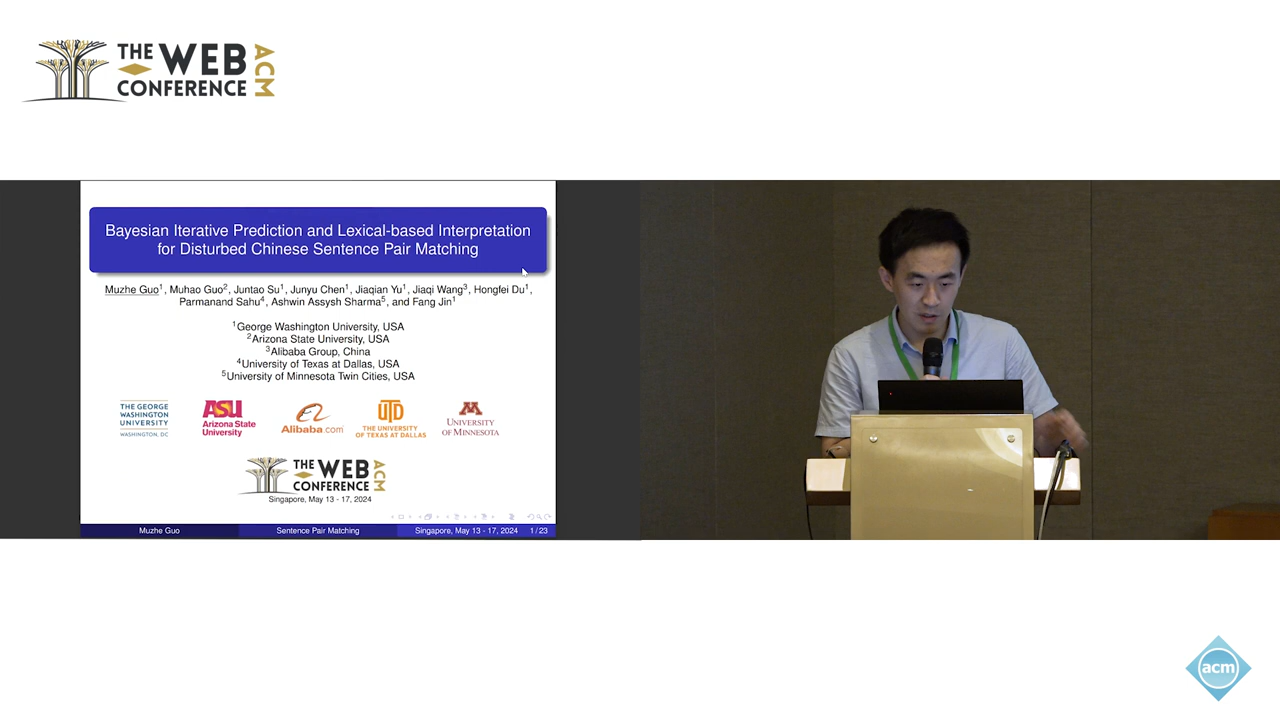 THE WEB
CONFERENCE
ACM
Bayesian Iterative Prediction and Lexical-based Interpretation
for Disturbed Chinese Sentence Pair Matching
Muzhe Guo1, Muhao Guo2, Juntao Su1, Junyu Chen1, Jiaqian Yu1, Jiaqi Wang3, Hongfei Du1,
Parmanand Sahu4, Ashwin Assysh Sharma5, and Fang Jin1
1George Washington University, USA
2Arizona State University, USA
3Alibaba Group, China
4University of Texas at Dallas, USA
5University of Minnesota Twin Cities, USA
THE GEORGE
WASHINGTON
UNIVERSITY
WASHINGTON, DC
ASU
Arizona State
University
Alibaba.com
UTD
THE UNIVERSITY
OF TEXAS AT DALLAS
M
UNIVERSITY
OF MINNESOTA
THE WEB
CONFERENCE
ACM
Singapore, May 13 - 17, 2024
Muzhe Guo Sentence Pair Matching Singapore, May 13 - 17, 2024 1 / 23
acm